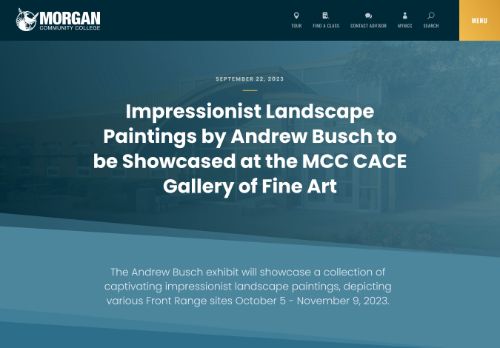 MORGAN
COMMUNITY COLLEGE
TOUR
FIND A CLASS
CONTACT ADVISOR
MYMCC
SEARCH
MENU
SEPTEMBER 22, 2023
Impressionist Landscape
Paintings by Andrew Busch to
be Showcased at the MCC CACE
Gallery of Fine Art
The Andrew Busch exhibit will showcase a collection of
captivating impressionist landscape paintings, depicting
various Front Range sites October 5 - November 9, 2023.